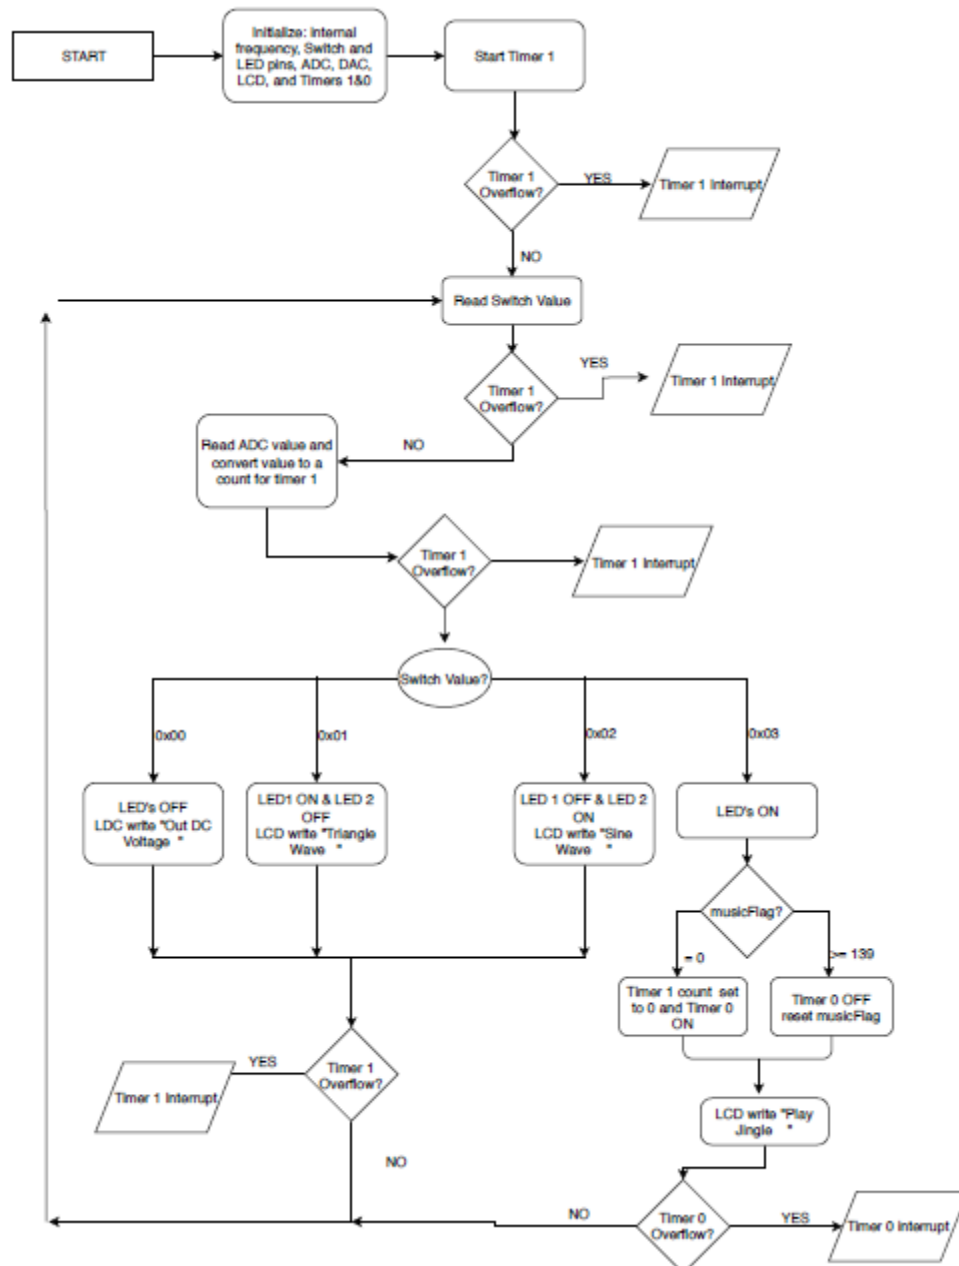 START
Initialize: Internal
frequency, Switch and
LED pins, ADC, DAC,
LCD, and Timers 1&0
Start Timer 1
Timer 1
Overflow?
YES
Timer 1 Interrupt
NO
Read Switch Value
Timer 1
Overflow?
YES
Timer 1 Interrupt
NO
Read ADC value and
convert value to a
count for timer 1
Timer 1
Overflow?
Timer 1 Interrupt
Switch Value?
0x00
0x01
0x02
0x03
LED's OFF
LDC write "Out DC
Voltage "
LED1 ON & LED 2
OFF
LCD write "Triangle
Wave "
LED 1 OFF & LED 2
ON
LCD write "Sine
Wave "
LED's ON
musicFlag?
= 0
>= 139
Timer 1 count set
to 0 and Timer 0
ON
Timer 0 OFF
reset musicFlag
LCD write "Play
Jingle "
Timer 1
Overflow?
YES
Timer 1 Interrupt
NO
Timer 0
Overflow?
NO
YES
Timer 0 Interrupt